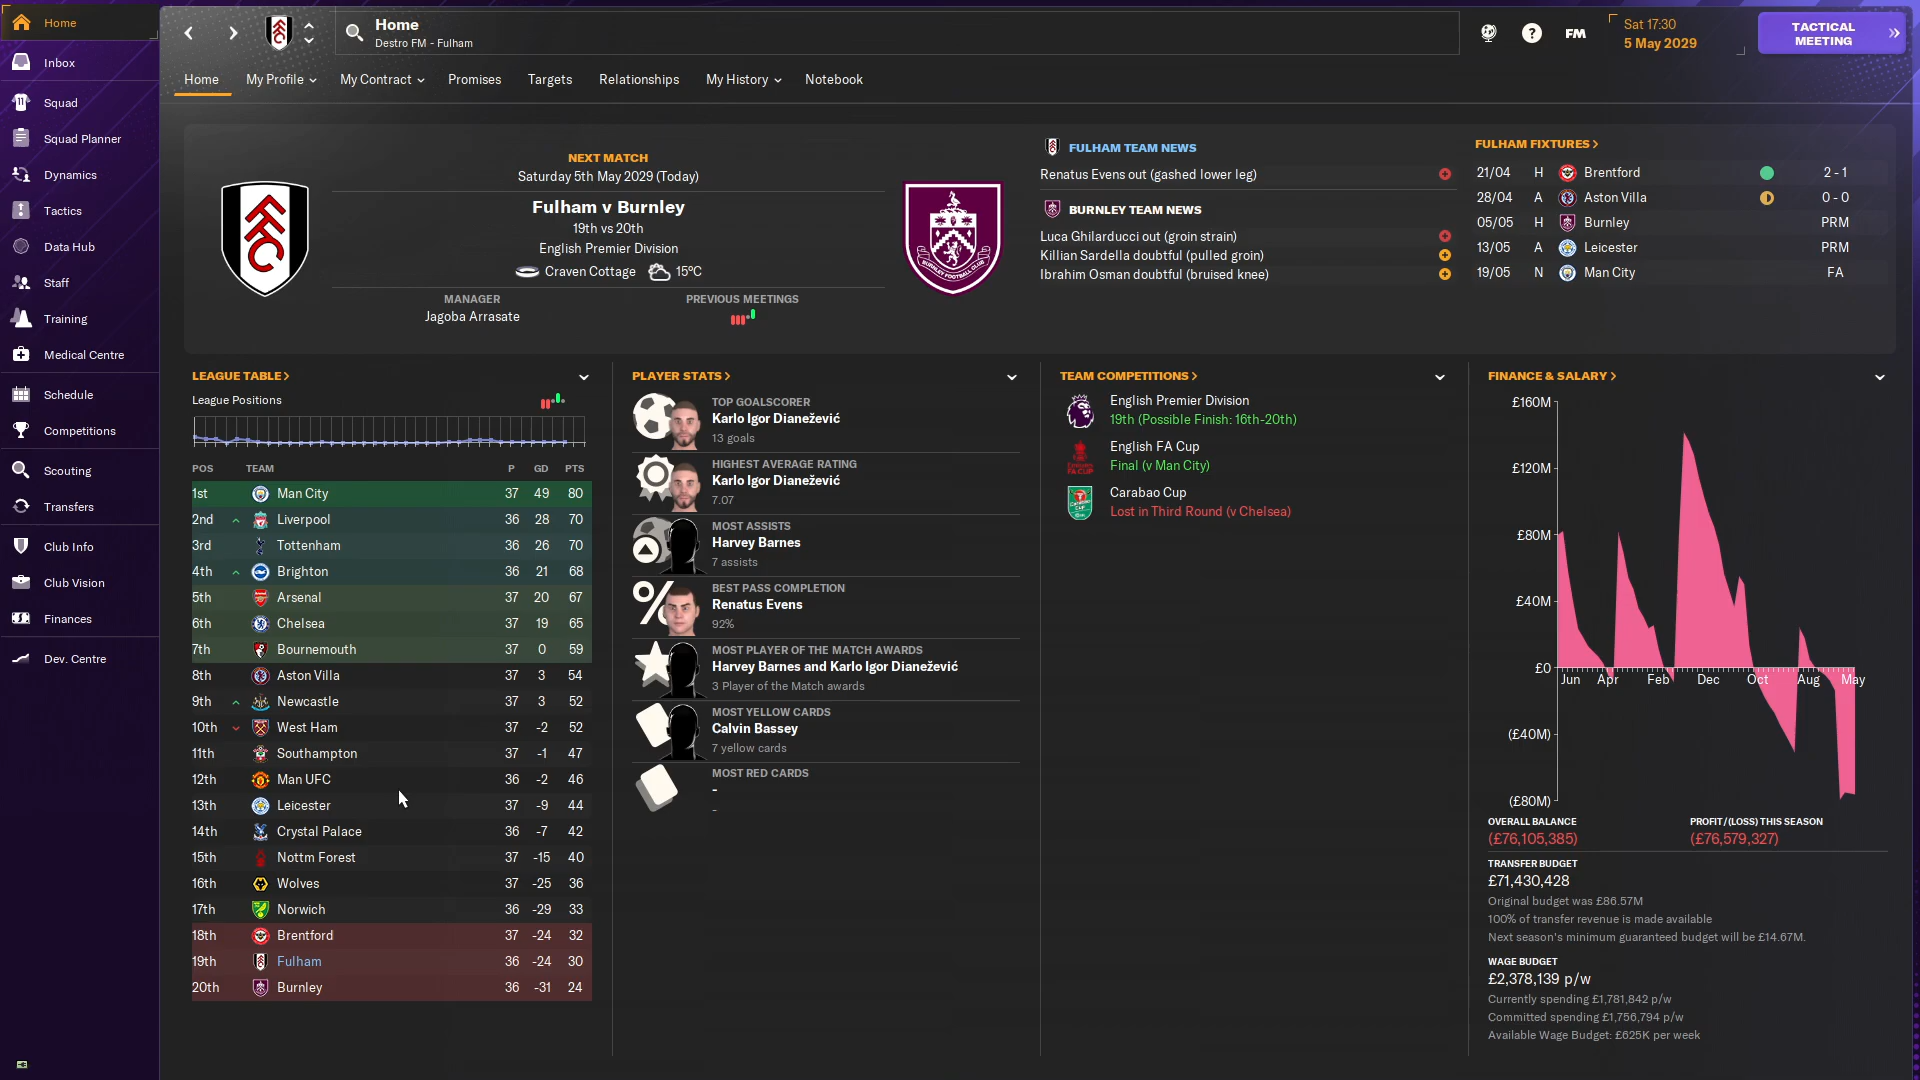 Home
Inbox
Squad
Squad Planner
Dynamics
Tactics
Data Hub
Staff
Training
Medical Centre
Schedule
Competitions
Scouting
Transfers
Club Info
Club Vision
Finances
Dev. Centre
Home
Destro FM - Fulham
FM
Sat 17:30
5 May 2029
TACTICAL
MEETING
Home My Profile My Contract Promises Targets Relationships My History Notebook
NEXT MATCH
Saturday 5th May 2029 (Today)
Fulham v Burnley
19th vs 20th
English Premier Division
Craven Cottage 15°C
MANAGER
Jagoba Arrasate
PREVIOUS MEETINGS
FULHAM TEAM NEWS
Renatus Evens out (gashed lower leg)
BURNLEY TEAM NEWS
Luca Ghilarducci out (groin strain)
Killian Sardella doubtful (pulled groin)
Ibrahim Osman doubtful (bruised knee)
FULHAM FIXTURES
21/04 H Brentford 2 - 1
28/04 A Aston Villa 0 - 0
05/05 H Burnley PRM
13/05 A Leicester PRM
19/05 N Man City FA
LEAGUE TABLE
League Positions
POS TEAM P GD PTS
1st Man City 37 49 80
2nd Liverpool 36 28 70
3rd Tottenham 36 26 70
4th Brighton 36 21 68
5th Arsenal 37 20 67
6th Chelsea 37 19 65
7th Bournemouth 37 0 59
8th Aston Villa 37 3 54
9th Newcastle 37 3 52
10th West Ham 37 -2 52
11th Southampton 37 -1 47
12th Man UFC 36 -2 46
13th Leicester 37 -9 44
14th Crystal Palace 36 -7 42
15th Nottm Forest 37 -15 40
16th Wolves 37 -25 36
17th Norwich 36 -29 33
18th Brentford 37 -24 32
19th Fulham 36 -24 30
20th Burnley 36 -31 24
PLAYER STATS
TOP GOALSCORER
Karlo Igor Dianežević
13 goals
HIGHEST AVERAGE RATING
Karlo Igor Dianežević
7.07
MOST ASSISTS
Harvey Barnes
7 assists
BEST PASS COMPLETION
Renatus Evens
92%
MOST PLAYER OF THE MATCH AWARDS
Harvey Barnes and Karlo Igor Dianežević
3 Player of the Match awards
MOST YELLOW CARDS
Calvin Bassey
7 yellow cards
MOST RED CARDS
-
-
TEAM COMPETITIONS
English Premier Division
19th (Possible Finish: 16th-20th)
English FA Cup
Final (v Man City)
Carabao Cup
Lost in Third Round (v Chelsea)
FINANCE & SALARY
£160M
£120M
£80M
£40M
£0
Jun Apr Feb Dec Oct Aug May
(£40M)
(£80M)
OVERALL BALANCE
(£76,105,385)
PROFIT/(LOSS) THIS SEASON
(£76,579,327)
TRANSFER BUDGET
£71,430,428
Original budget was £86.57M
100% of transfer revenue is made available
Next season's minimum guaranteed budget will be £14.67M.
WAGE BUDGET
£2,378,139 p/w
Currently spending £1,781,842 p/w
Committed spending £1,756,794 p/w
Available Wage Budget: £625K per week